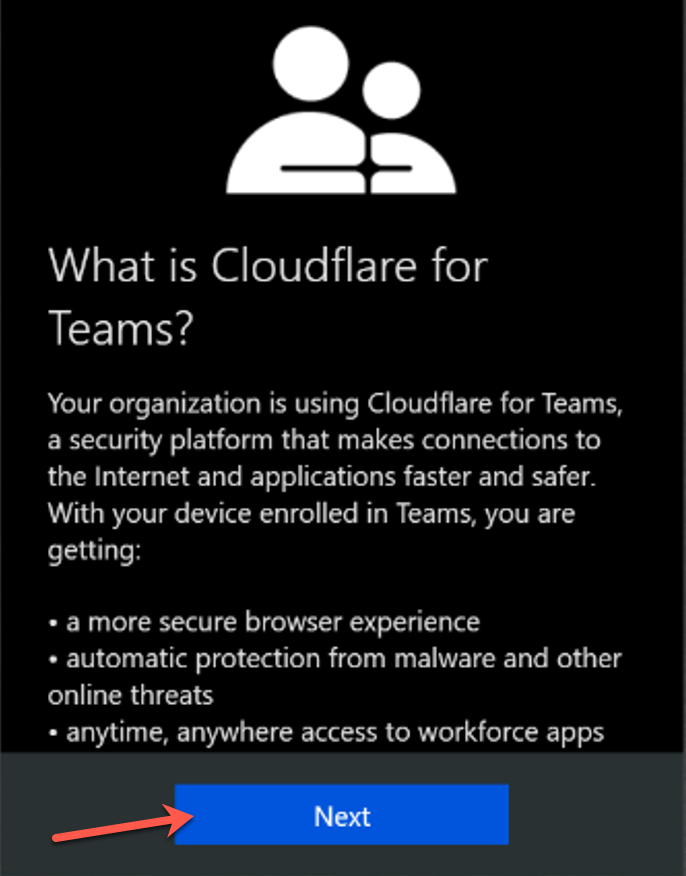 What is Cloudflare for
Teams?
Your organization is using Cloudflare for Teams,
a security platform that makes connections to
the Internet and applications faster and safer.
With your device enrolled in Teams, you are
getting:
• a more secure browser experience
• automatic protection from malware and other
online threats
• anytime, anywhere access to workforce apps
Next